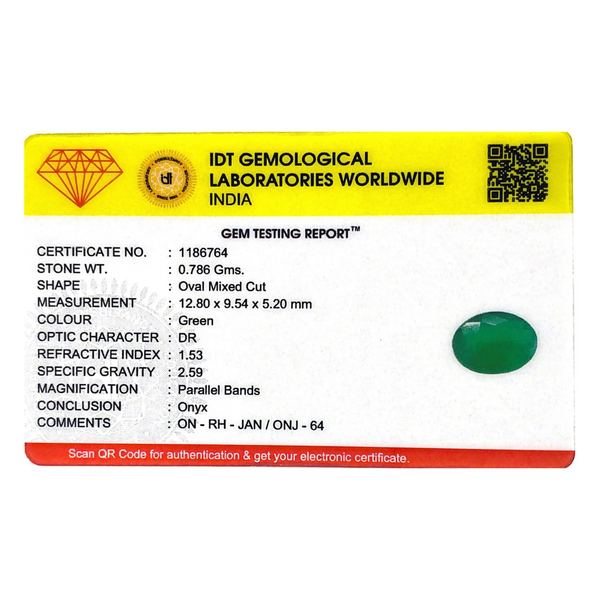 IDT GEMOLOGICAL
LABORATORIES WORLDWIDE
INDIA
GEM TESTING REPORT™
CERTIFICATE NO. : 1186764
STONE WT. : 0.786 Gms.
SHAPE : Oval Mixed Cut
MEASUREMENT : 12.80 x 9.54 x 5.20 mm
COLOUR : Green
OPTIC CHARACTER : DR
REFRACTIVE INDEX : 1.53
SPECIFIC GRAVITY : 2.59
MAGNIFICATION : Parallel Bands
CONCLUSION : Onyx
COMMENTS : ON - RH - JAN / ONJ - 64
Scan QR Code for authentication & get your electronic certificate.